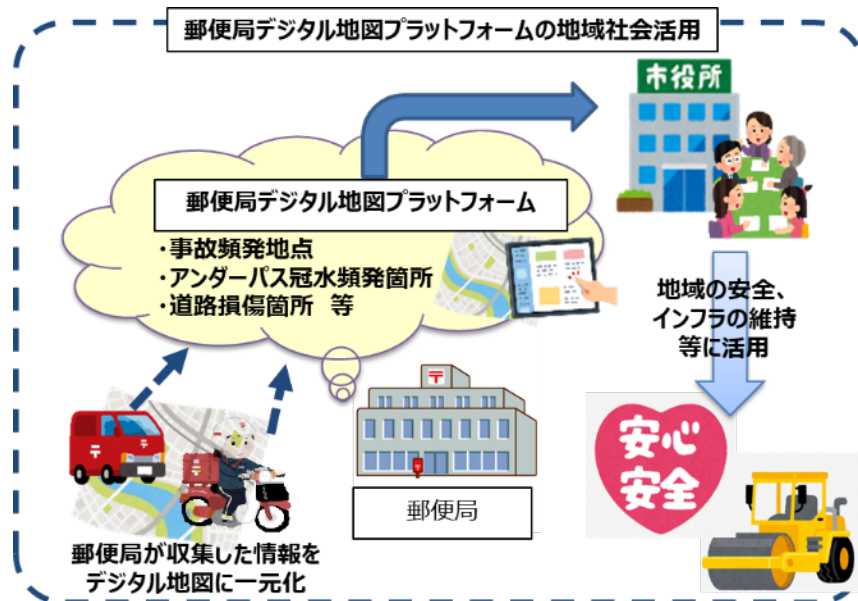 郵便局デジタル地図プラットフォームの地域社会活用
市役所
郵便局デジタル地図プラットフォーム
・事故頻発地点
・アンダーパス冠水頻発箇所
・道路損傷箇所 等
地域の安全、
インフラの維持
等に活用
〒
安心
安全
郵便局
郵便局が収集した情報を
デジタル地図に一元化